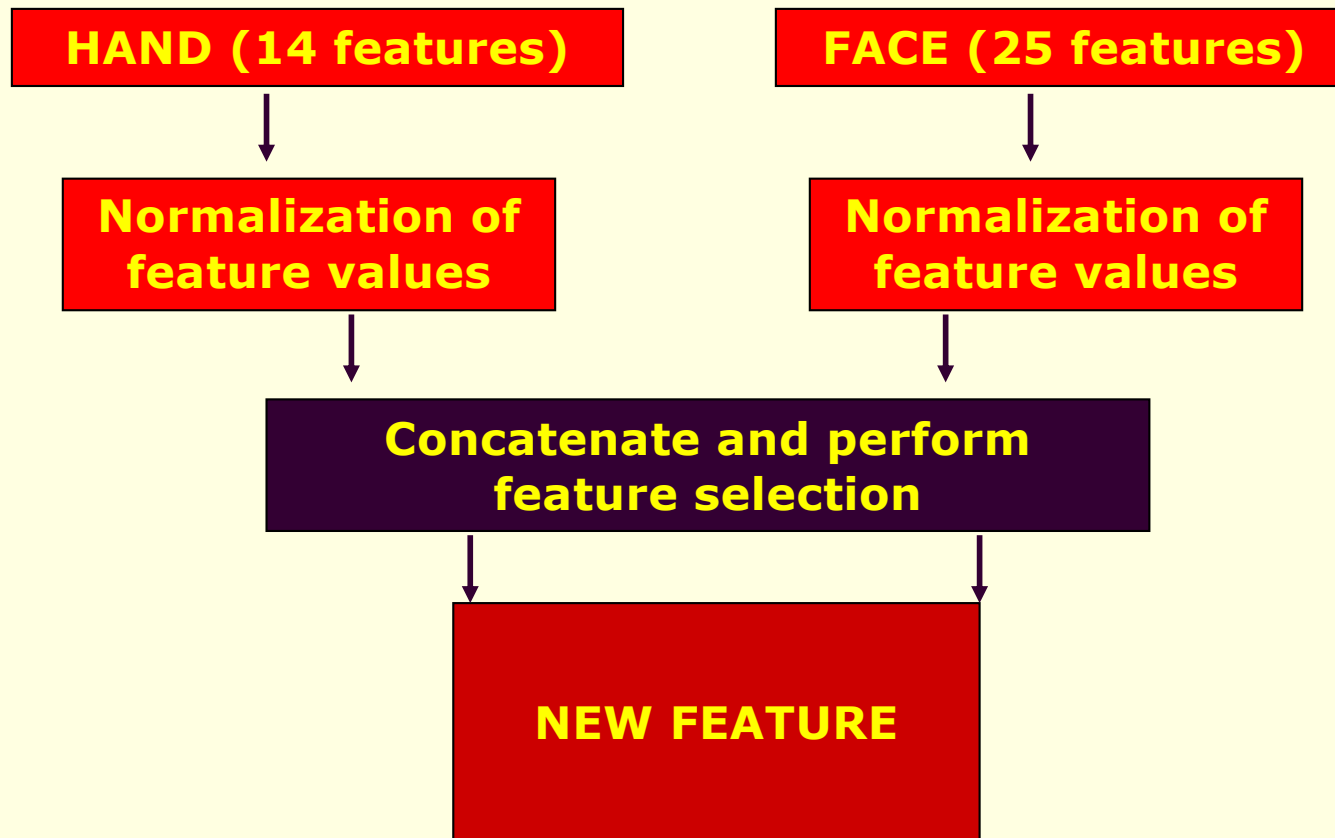 HAND (14 features)
FACE (25 features)
Normalization of
feature values
Normalization of
feature values
Concatenate and perform
feature selection
NEW FEATURE